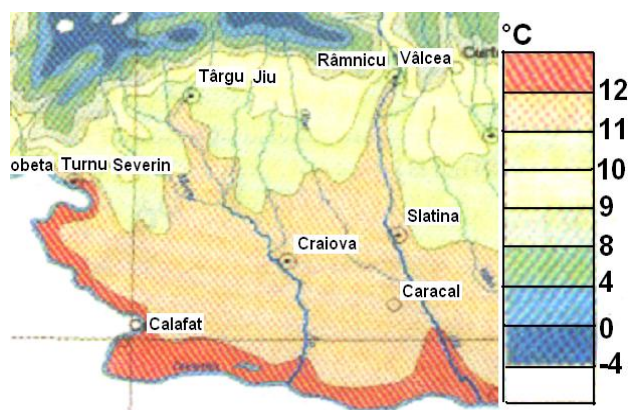 °C
Râmnicu Vâlcea
Curt
Târgu Jiu
12
11
obeta Turnu Severin
10
9
Slatina
8
Craiova
4
Caracal
Calafat
0
-4